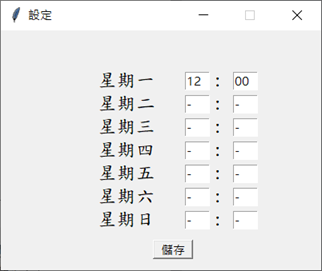 設定
星期一 12 : 00
星期二 - : -
星期三 - : -
星期四 - : -
星期五 - : -
星期六 - : -
星期日 - : -
儲存